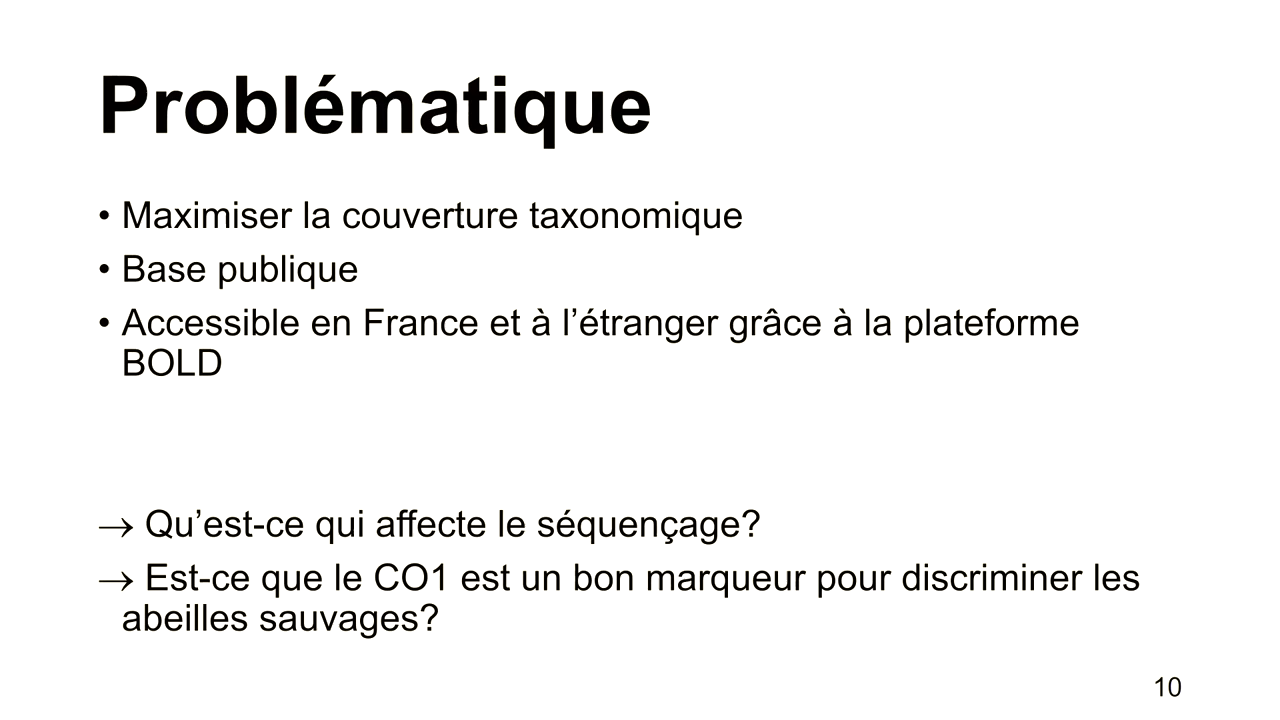 Problématique
• Maximiser la couverture taxonomique
• Base publique
• Accessible en France et à l’étranger grâce à la plateforme
BOLD
→ Qu’est-ce qui affecte le séquençage?
→ Est-ce que le CO1 est un bon marqueur pour discriminer les
abeilles sauvages?
10